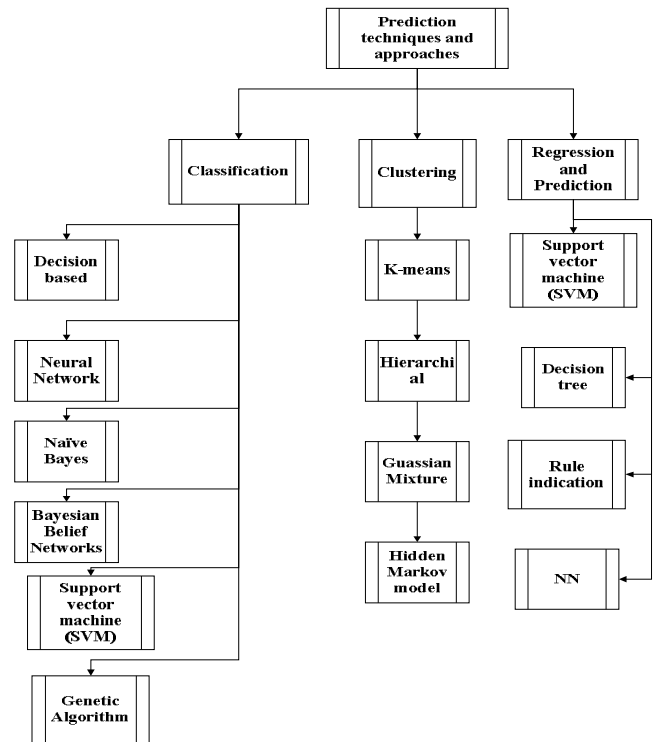 Prediction
techniques and
approaches
Classification
Clustering
Regression
and
Prediction
Decision
based
Neural
Network
Naïve
Bayes
Bayesian
Belief
Networks
Support
vector
machine
(SVM)
Genetic
Algorithm
K-means
Hierarchi
al
Guassian
Mixture
Hidden
Markov
model
Support
vector
machine
(SVM)
Decision
tree
Rule
indication
NN